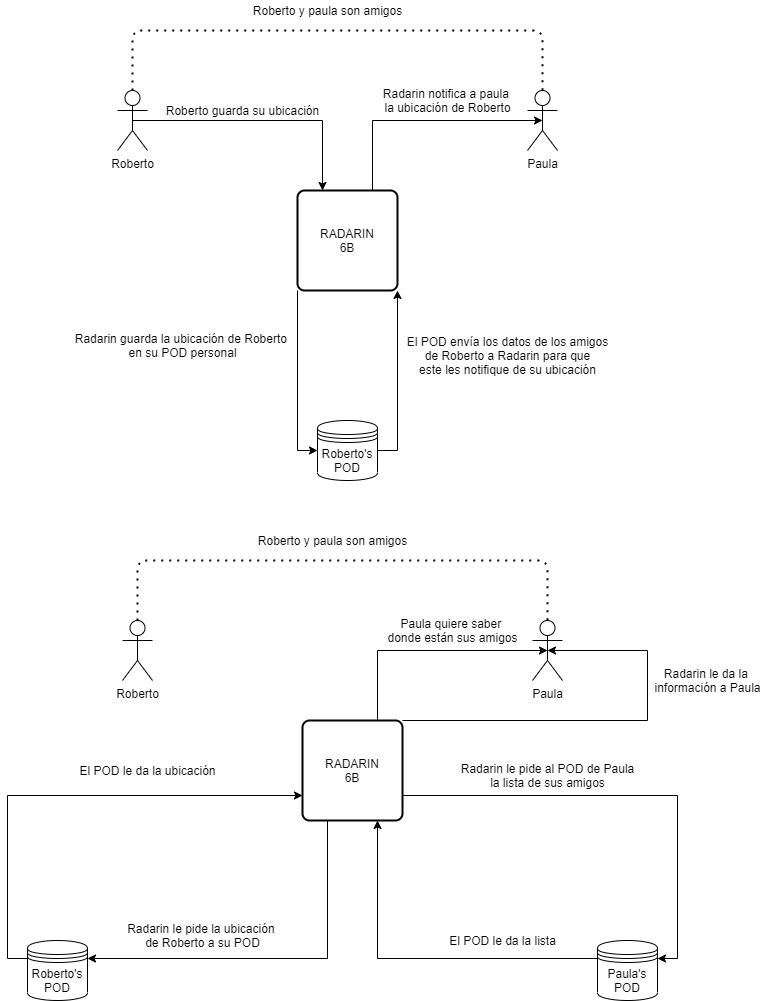 Roberto y paula son amigos
Roberto guarda su ubicación
Radarin notifica a paula
la ubicación de Roberto
Roberto
Paula
RADARIN
6B
Radarin guarda la ubicación de Roberto
en su POD personal
El POD envía los datos de los amigos
de Roberto a Radarin para que
este les notifique de su ubicación
Roberto's
POD
Roberto y paula son amigos
Paula quiere saber
donde están sus amigos
Roberto
Paula
Radarin le da la
información a Paula
RADARIN
6B
El POD le da la ubicación
Radarin le pide al POD de Paula
la lista de sus amigos
Radarin le pide la ubicación
de Roberto a su POD
El POD le da la lista
Roberto's
POD
Paula's
POD